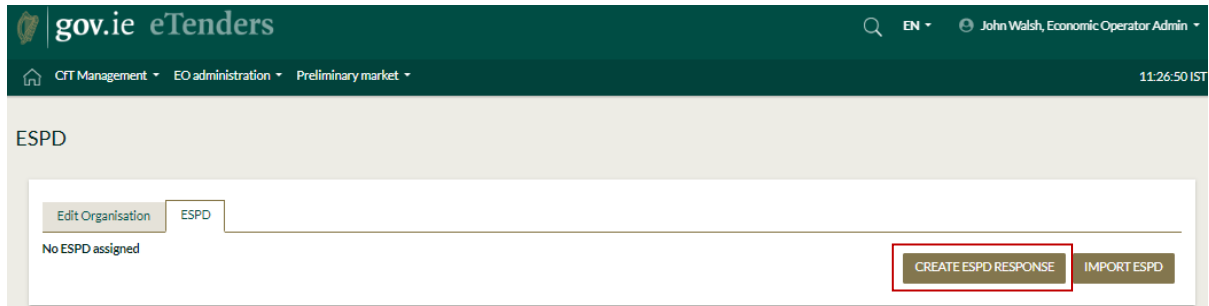 gov.ie eTenders
EN John Walsh, Economic Operator Admin
CfT Management EO administration Preliminary market 11:26:50 IST
ESPD
Edit Organisation ESPD
No ESPD assigned
CREATE ESPD RESPONSE IMPORT ESPD